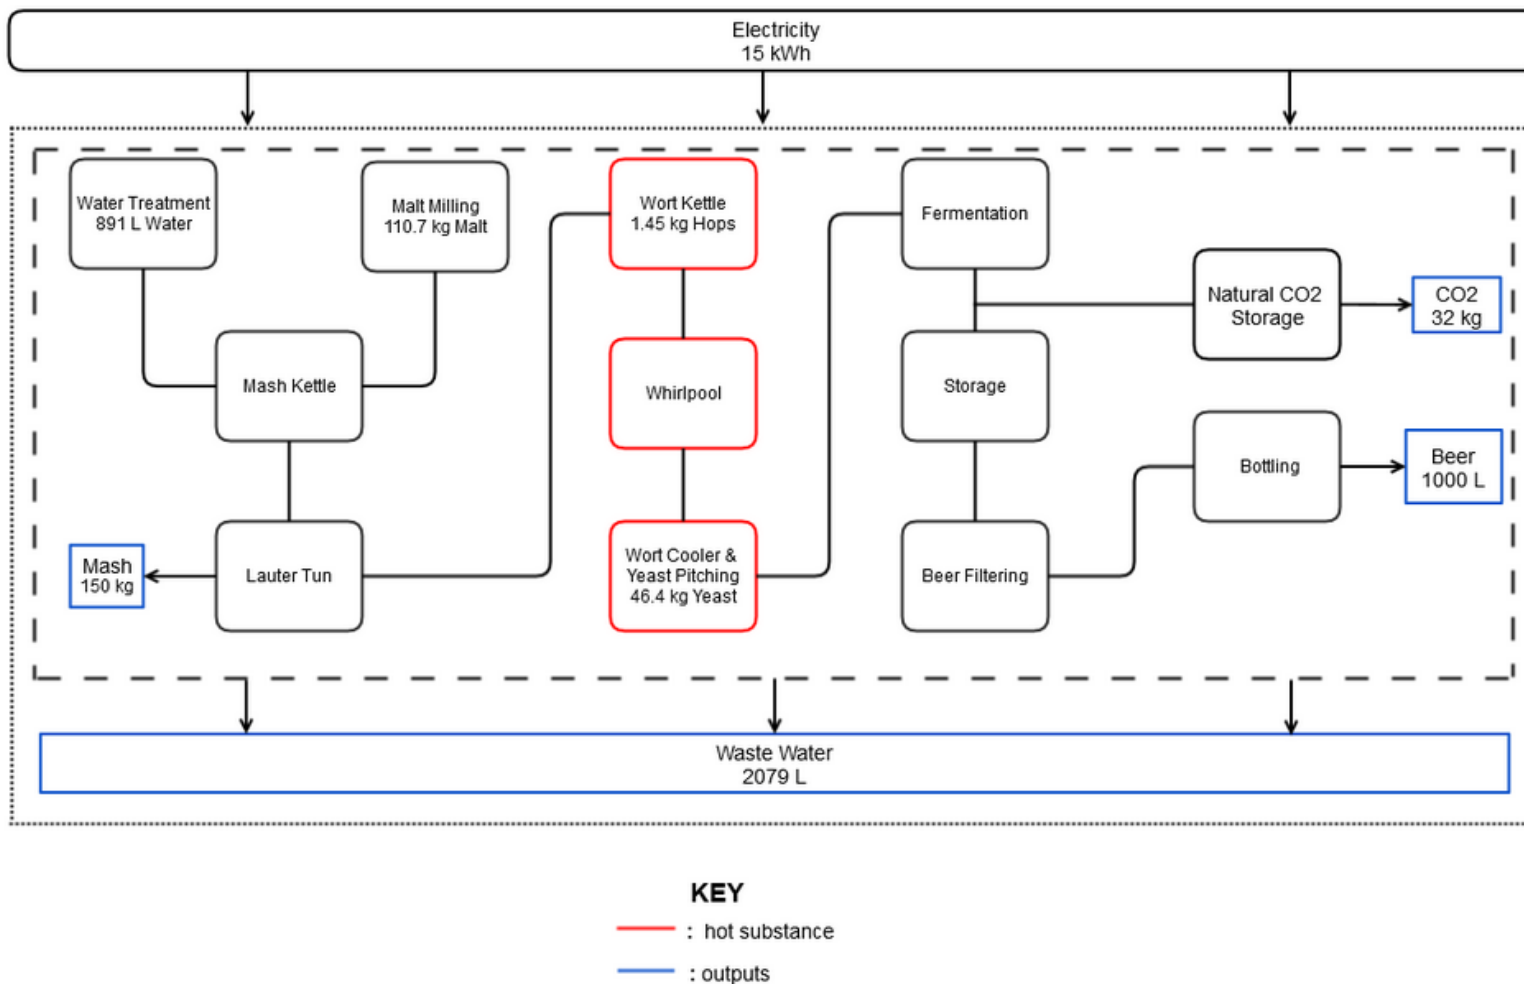 Electricity
15 kWh
Water Treatment
891 L Water
Malt Milling
110.7 kg Malt
Mash Kettle
Lauter Tun
Mash
150 kg
Wort Kettle
1.45 kg Hops
Whirlpool
Wort Cooler &
Yeast Pitching
46.4 kg Yeast
Fermentation
Storage
Beer Filtering
Natural CO2
Storage
CO2
32 kg
Bottling
Beer
1000 L
Waste Water
2079 L
KEY
: hot substance
: outputs